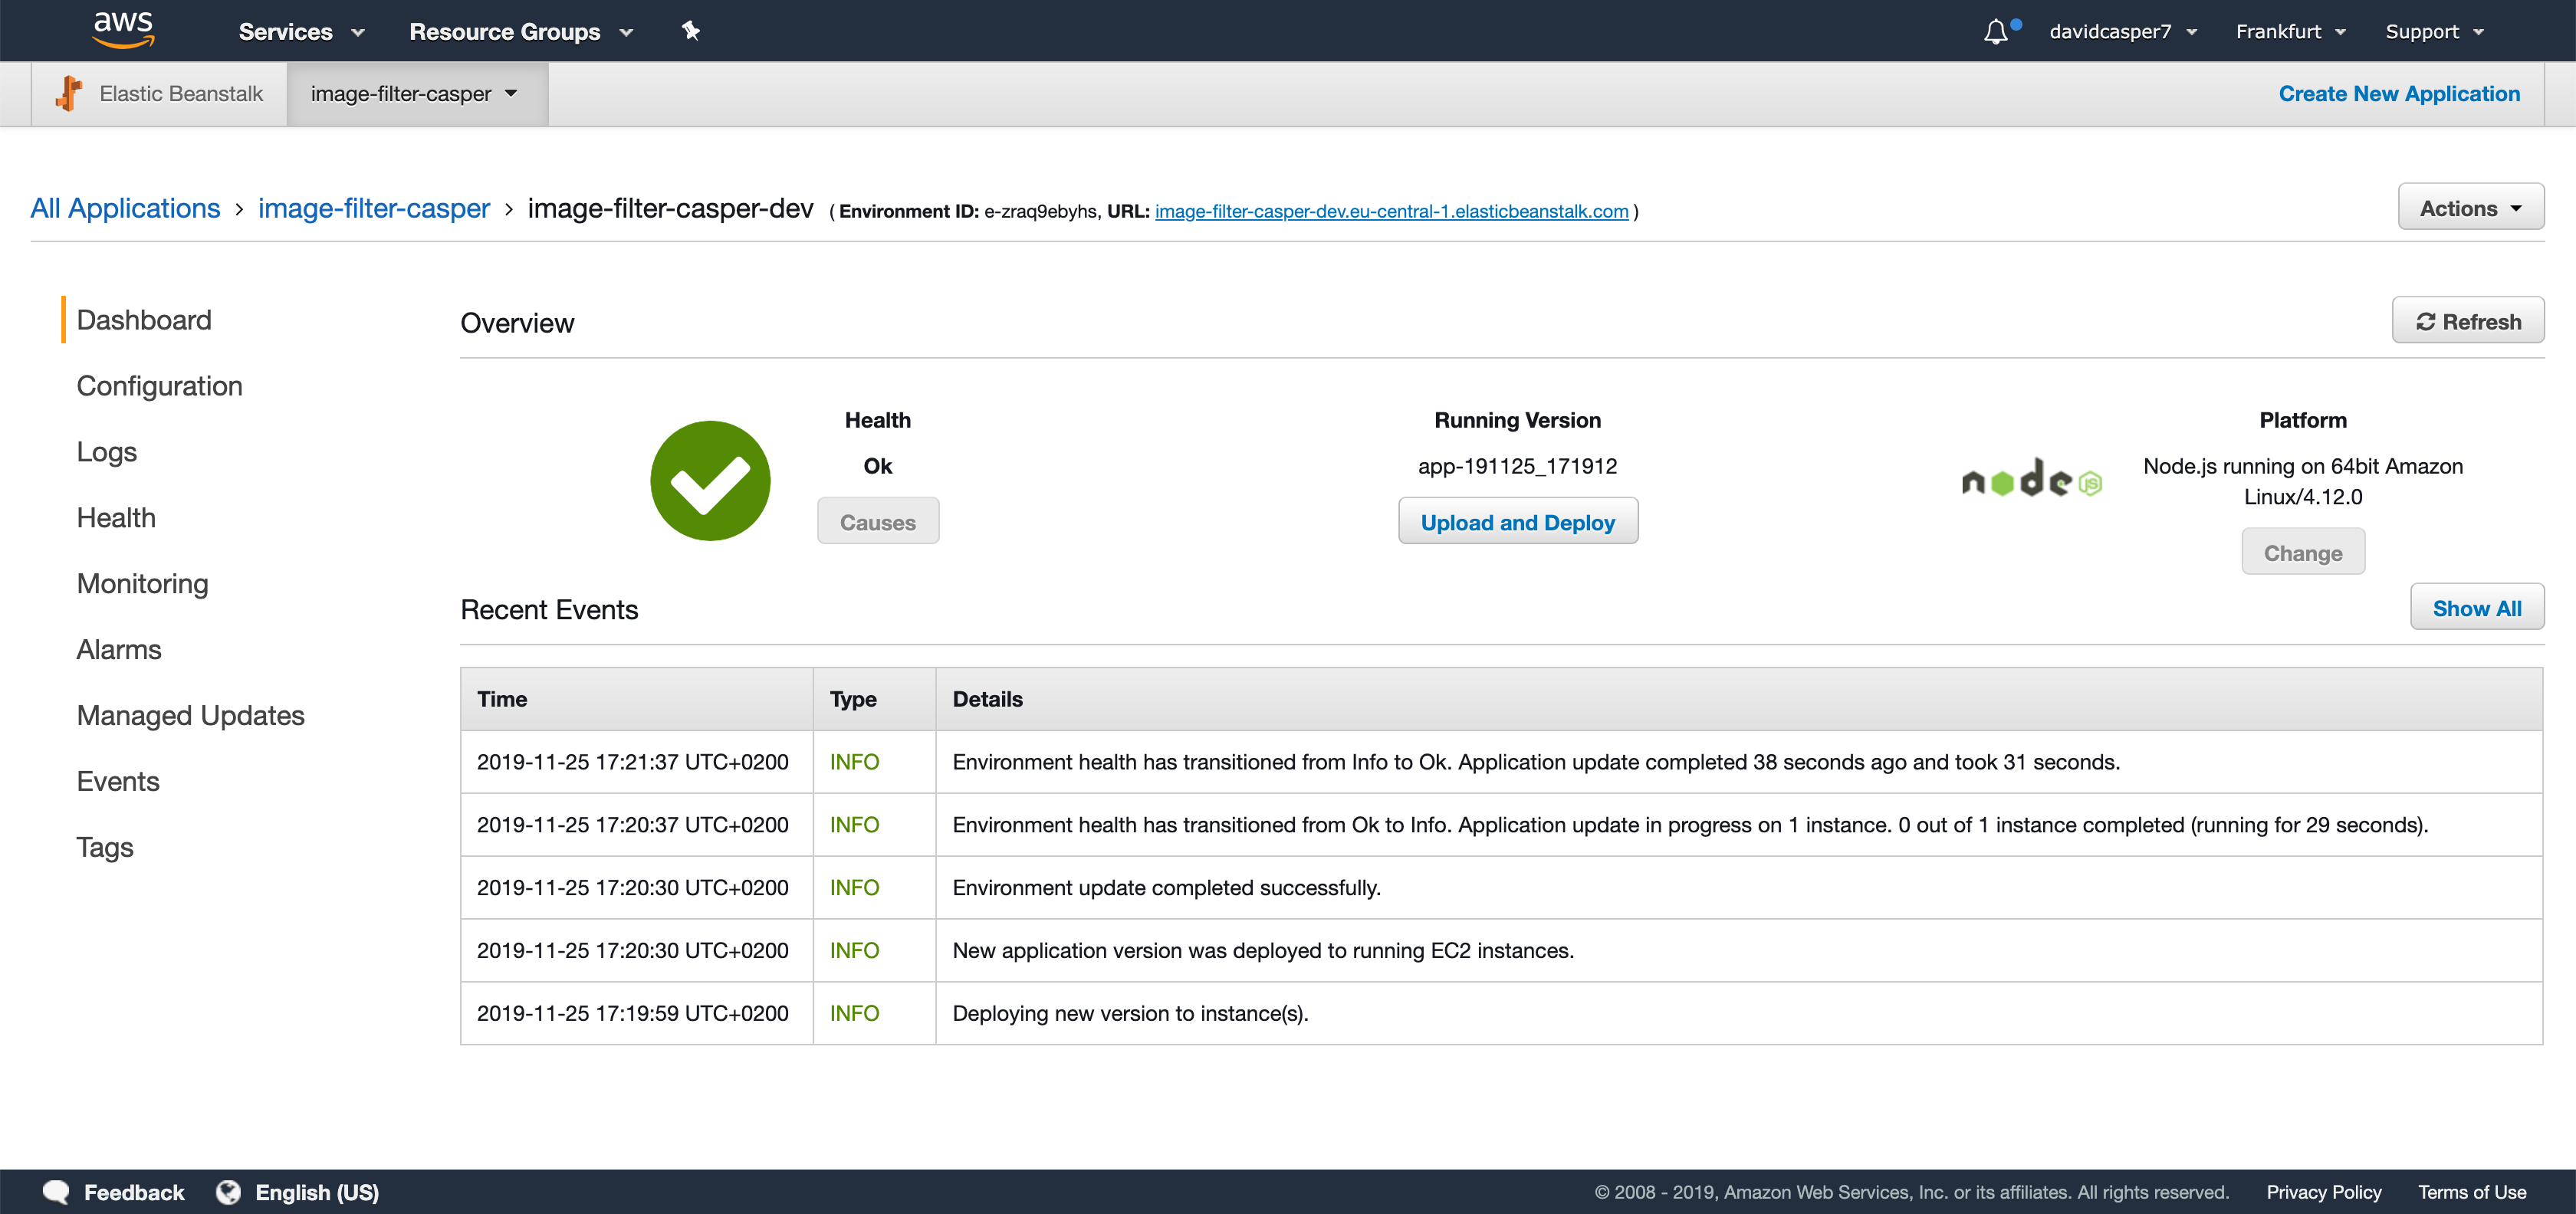 aws Services Resource Groups davidcasper7 Frankfurt Support
Elastic Beanstalk image-filter-casper Create New Application
All Applications > image-filter-casper > image-filter-casper-dev ( Environment ID: e-zraq9ebyhs, URL: image-filter-casper-dev.eu-central-1.elasticbeanstalk.com ) Actions
Dashboard
Configuration
Logs
Health
Monitoring
Alarms
Managed Updates
Events
Tags
Overview Refresh
Health
Ok
Causes
Running Version
app-191125_171912
Upload and Deploy
node JS
Platform
Node.js running on 64bit Amazon
Linux/4.12.0
Change
Recent Events Show All
Time Type Details
2019-11-25 17:21:37 UTC+0200 INFO Environment health has transitioned from Info to Ok. Application update completed 38 seconds ago and took 31 seconds.
2019-11-25 17:20:37 UTC+0200 INFO Environment health has transitioned from Ok to Info. Application update in progress on 1 instance. 0 out of 1 instance completed (running for 29 seconds).
2019-11-25 17:20:30 UTC+0200 INFO Environment update completed successfully.
2019-11-25 17:20:30 UTC+0200 INFO New application version was deployed to running EC2 instances.
2019-11-25 17:19:59 UTC+0200 INFO Deploying new version to instance(s).
Feedback English (US) © 2008 - 2019, Amazon Web Services, Inc. or its affiliates. All rights reserved. Privacy Policy Terms of Use